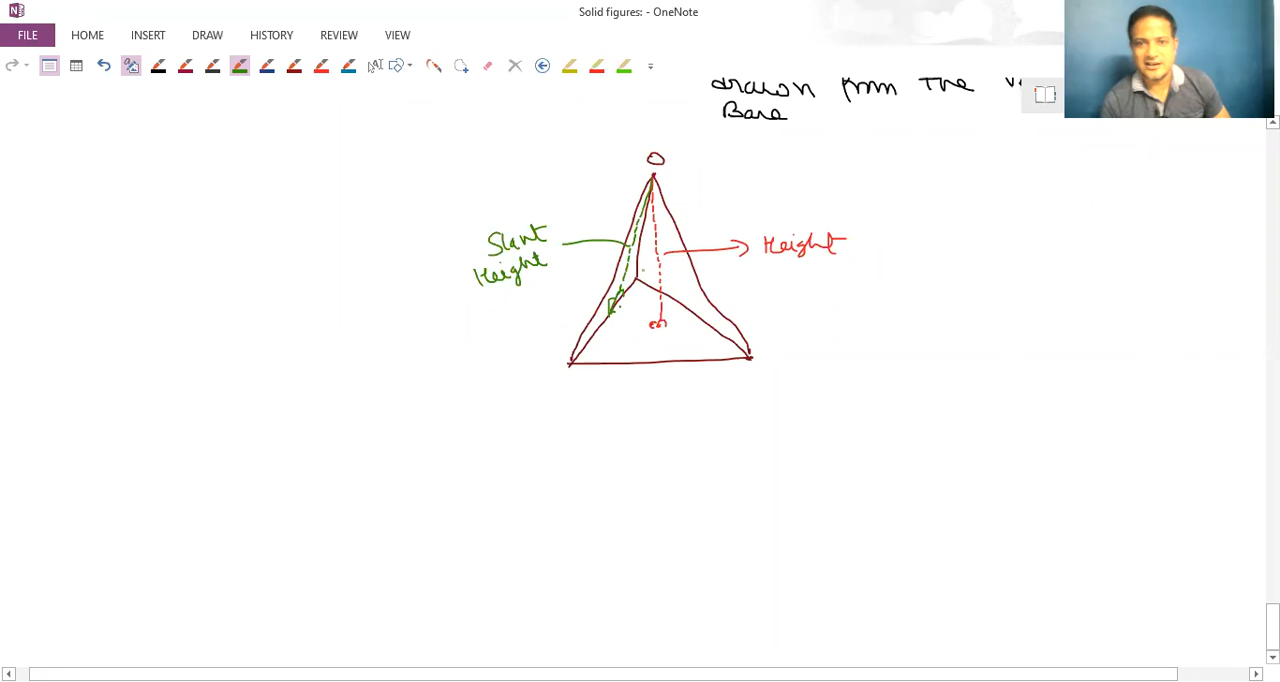 Solid figures: - OneNote
FILE HOME INSERT DRAW HISTORY REVIEW VIEW
drawn from the
Base
O
Slant
Height
Height